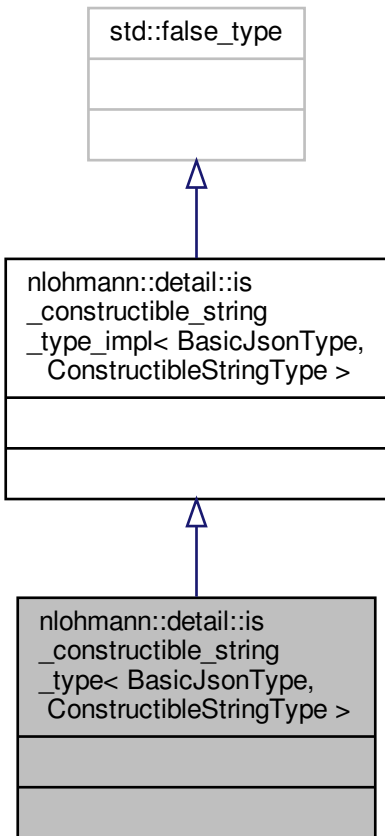 std::false_type
nlohmann::detail::is
_constructible_string
_type_impl< BasicJsonType,
ConstructibleStringType >
nlohmann::detail::is
_constructible_string
_type< BasicJsonType,
ConstructibleStringType >